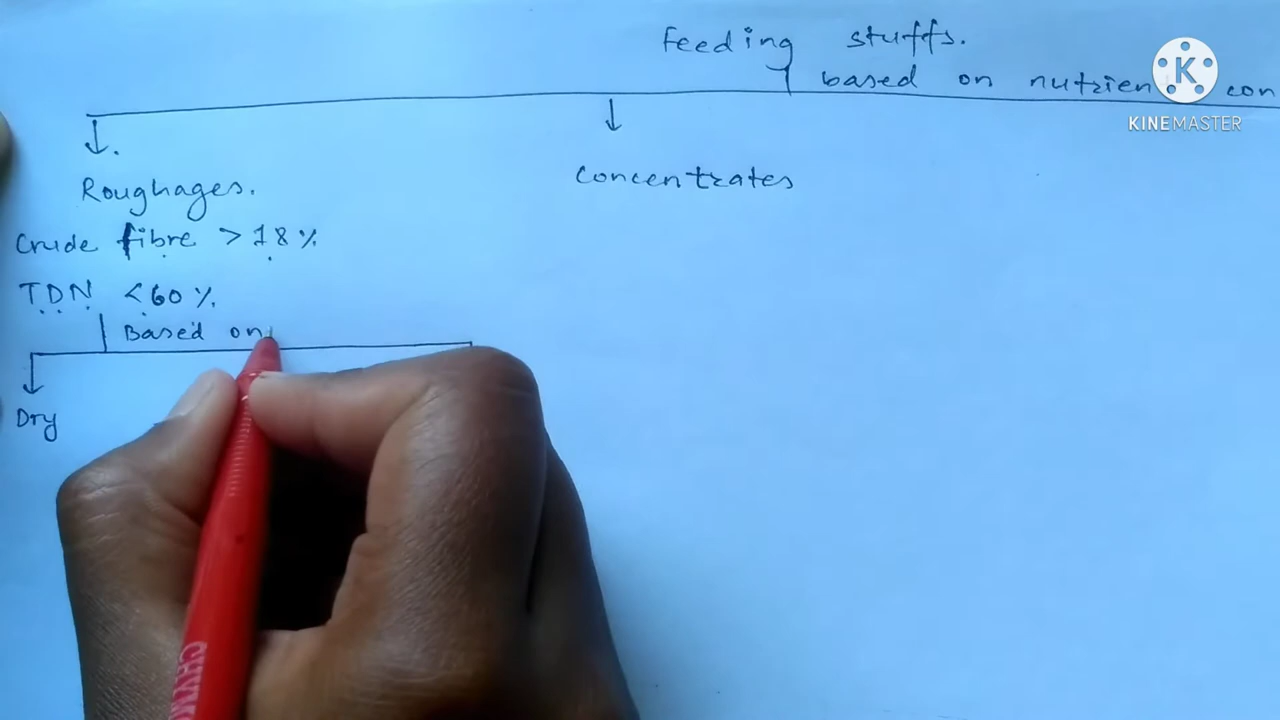 Feeding stuffs.
based on nutrien con
KINEMASTER
Roughages.
Concentrates
Crude fibre > 18%
TDN < 60%
Based on
Dry